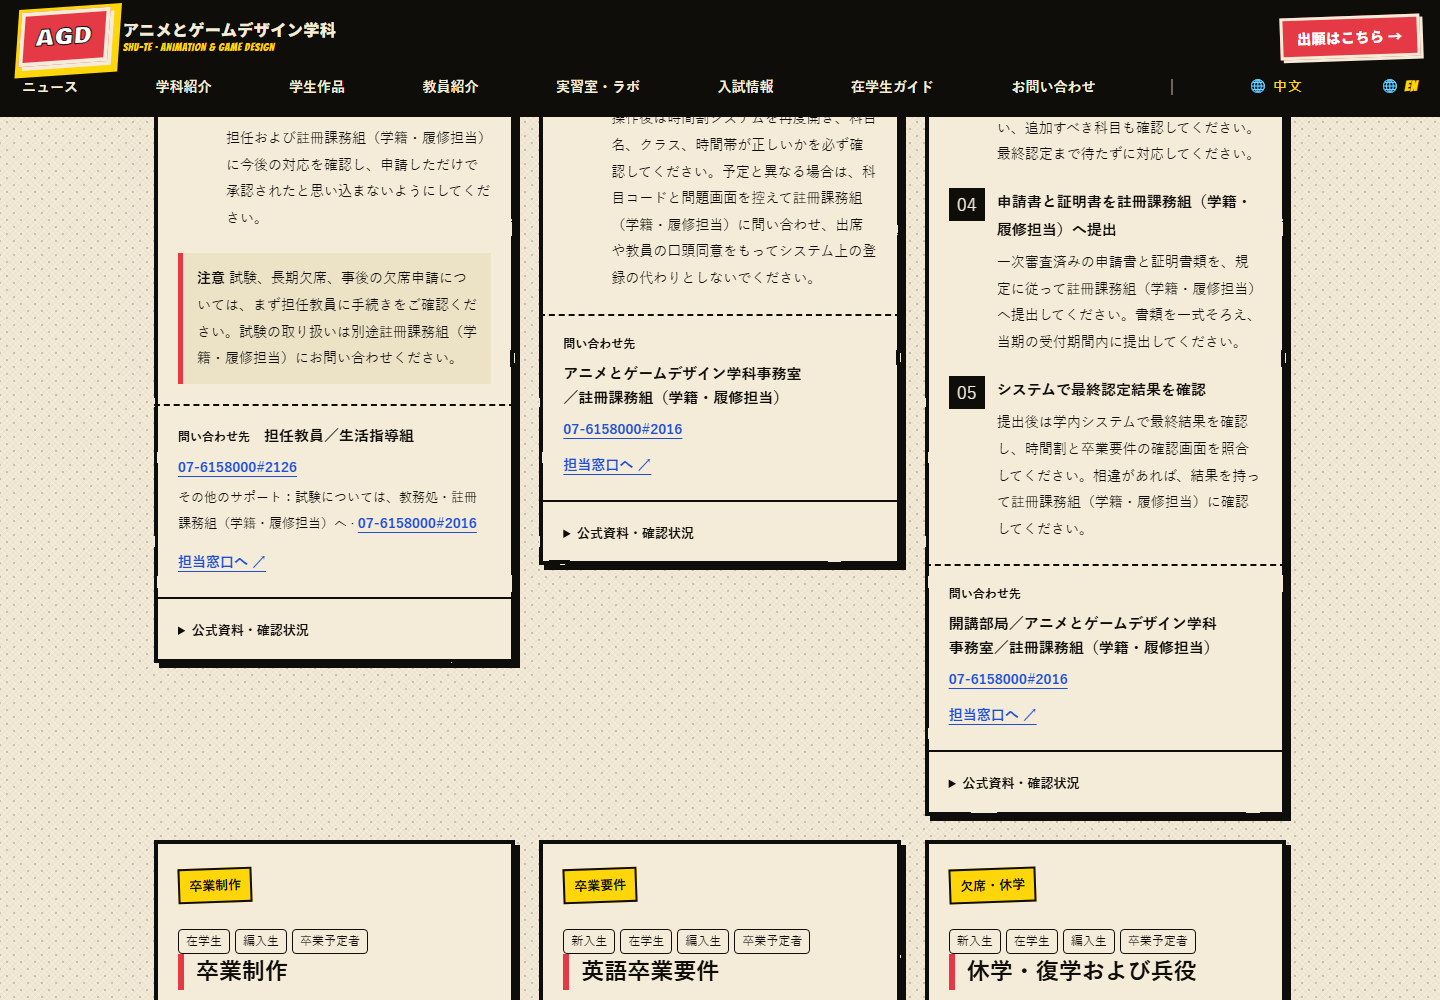 AGD
アニメとゲームデザイン学科
SHU-TE · ANIMATION & GAME DESIGN
出願はこちら →
ニュース
学科紹介
学生作品
教員紹介
実習室・ラボ
入試情報
在学生ガイド
お問い合わせ
中文
EN
担任および註冊課務組（学籍・履修担当）
に今後の対応を確認し、申請しただけで
承認されたと思い込まないようにしてくだ
さい。
注意 試験、長期欠席、事後の欠席申請につ
いては、まず担任教員に手続きをご確認くだ
さい。試験の取り扱いは別途註冊課務組（学
籍・履修担当）にお問い合わせください。
問い合わせ先 担任教員／生活指導組
07-6158000#2126
その他のサポート：試験については、教務処・註冊
課務組（学籍・履修担当）へ · 07-6158000#2016
担当窓口へ ↗
▶ 公式資料・確認状況
操作後は時間割システムを再度開き、科目
名、クラス、時間帯が正しいかを必ず確
認してください。予定と異なる場合は、科
目コードと問題画面を控えて註冊課務組
（学籍・履修担当）に問い合わせ、出席
や教員の口頭同意をもってシステム上の登
録の代わりとしないでください。
問い合わせ先
アニメとゲームデザイン学科事務室
／註冊課務組（学籍・履修担当）
07-6158000#2016
担当窓口へ ↗
▶ 公式資料・確認状況
い、追加すべき科目も確認してください。
最終認定まで待たずに対応してください。
04 申請書と証明書を註冊課務組（学籍・
履修担当）へ提出
一次審査済みの申請書と証明書類を、規
定に従って註冊課務組（学籍・履修担当）
へ提出してください。書類を一式そろえ、
当期の受付期間内に提出してください。
05 システムで最終認定結果を確認
提出後は学内システムで最終結果を確認
し、時間割と卒業要件の確認画面を照合
してください。相違があれば、結果を持っ
て註冊課務組（学籍・履修担当）に確認
してください。
問い合わせ先
開講部局／アニメとゲームデザイン学科
事務室／註冊課務組（学籍・履修担当）
07-6158000#2016
担当窓口へ ↗
▶ 公式資料・確認状況
卒業制作
在学生 編入生 卒業予定者
卒業制作
卒業要件
新入生 在学生 編入生 卒業予定者
英語卒業要件
欠席・休学
新入生 在学生 編入生 卒業予定者
休学・復学および兵役